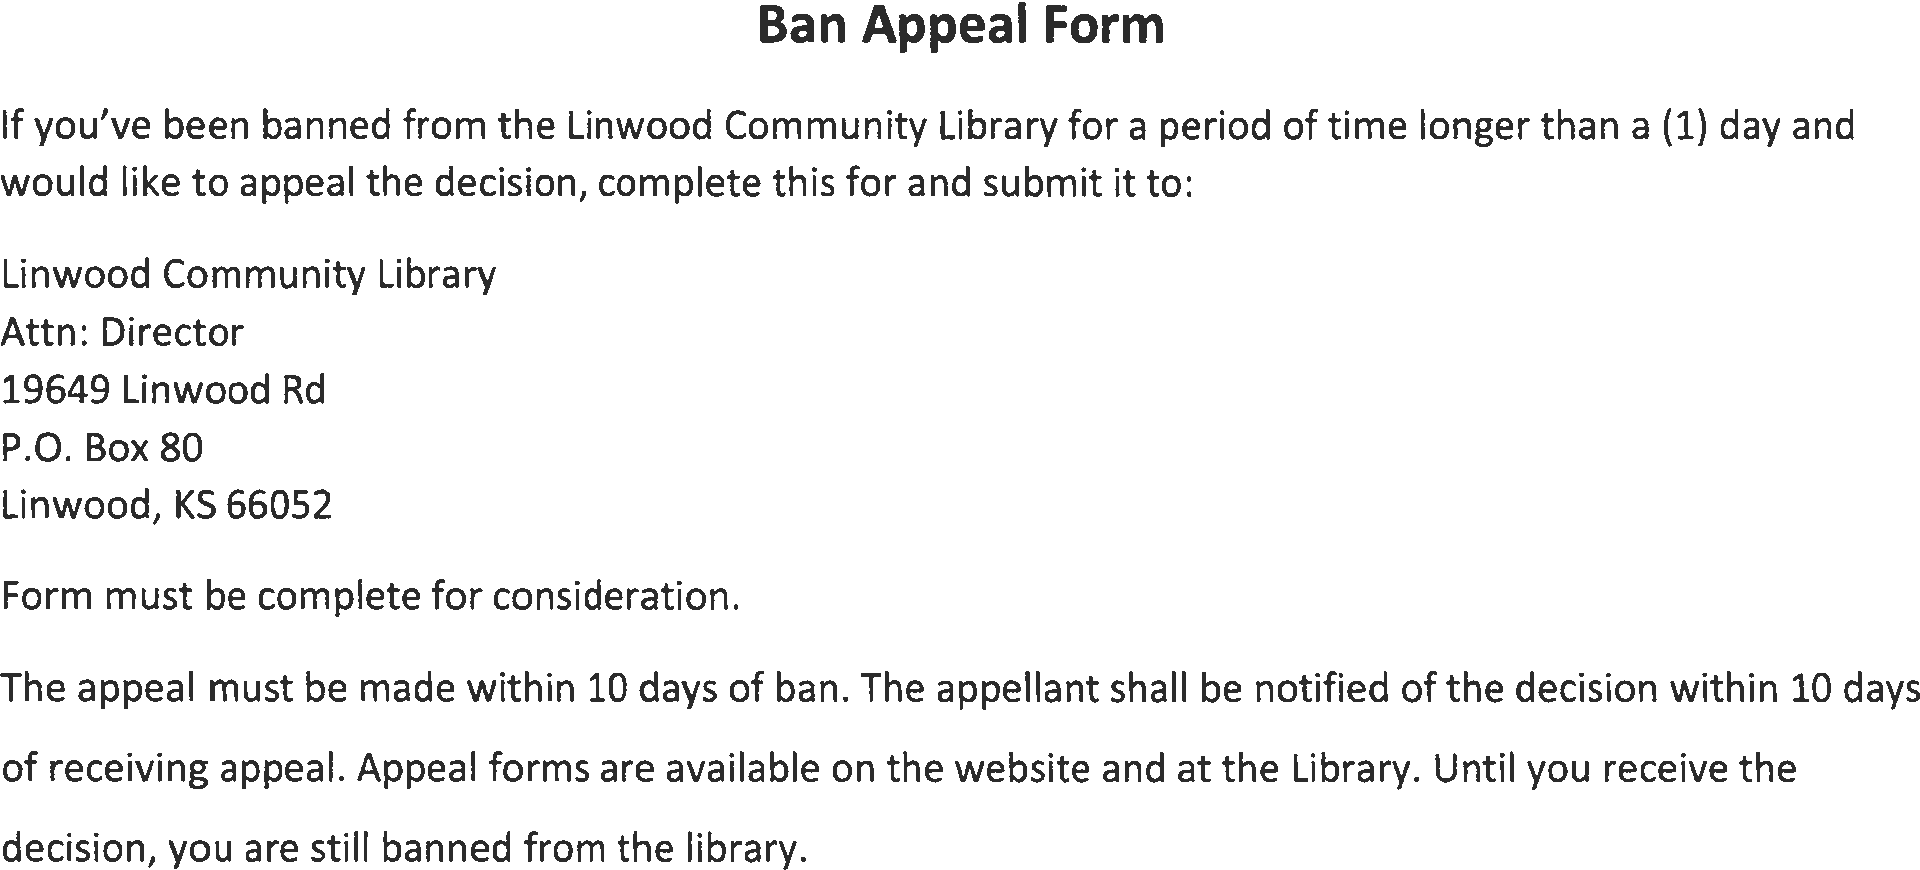 Ban Appeal Form
If you've been banned from the Linwood Community Library for a period of time longer than a (1) day and
would like to appeal the decision, complete this for and submit it to:
Linwood Community Library
Attn: Director
19649 Linwood Rd
P.O. Box 80
Linwood, KS 66052
Form must be complete for consideration.
The appeal must be made within 10 days of ban. The appellant shall be notified of the decision within 10 days
of receiving appeal. Appeal forms are available on the website and at the Library. Until you receive the
decision, you are still banned from the library.